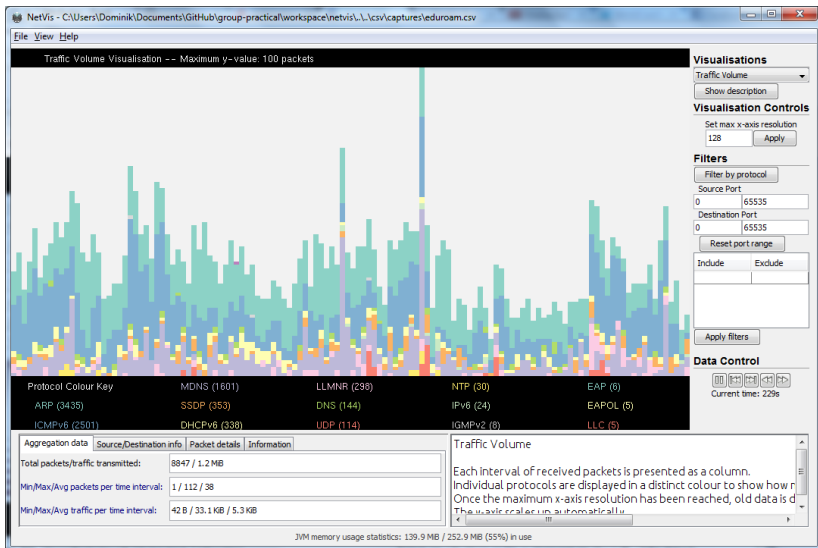 NetVis - C:\Users\Dominik\Documents\GitHub\group-practical\workspace\netvis\..\..\csv\captures\eduroam.csv
File View Help
Traffic Volume Visualisation -- Maximum y-value: 100 packets
Protocol Colour Key MDNS (1601) LLMNR (298) NTP (30) EAP (6)
ARP (3435) SSDP (353) DNS (144) IPv6 (24) EAPOL (5)
ICMPv6 (2501) DHCPv6 (338) UDP (114) IGMPv2 (8) LLC (5)
Visualisations
Traffic Volume
Show description
Visualisation Controls
Set max x-axis resolution
128 Apply
Filters
Filter by protocol
Source Port
0 65535
Destination Port
0 65535
Reset port range
Include Exclude
Apply filters
Data Control
Current time: 229s
Aggregation data Source/Destination info Packet details Information
Total packets/traffic transmitted: 8847 / 1.2 MiB
Min/Max/Avg packets per time interval: 1 / 112 / 38
Min/Max/Avg traffic per time interval: 42 B / 33.1 KiB / 5.3 KiB
Traffic Volume
Each interval of received packets is presented as a column.
Individual protocols are displayed in a distinct colour to show how
Once the maximum x-axis resolution has been reached, old data is d
The y-axis scales up automatically
JVM memory usage statistics: 139.9 MiB / 252.9 MiB (55%) in use